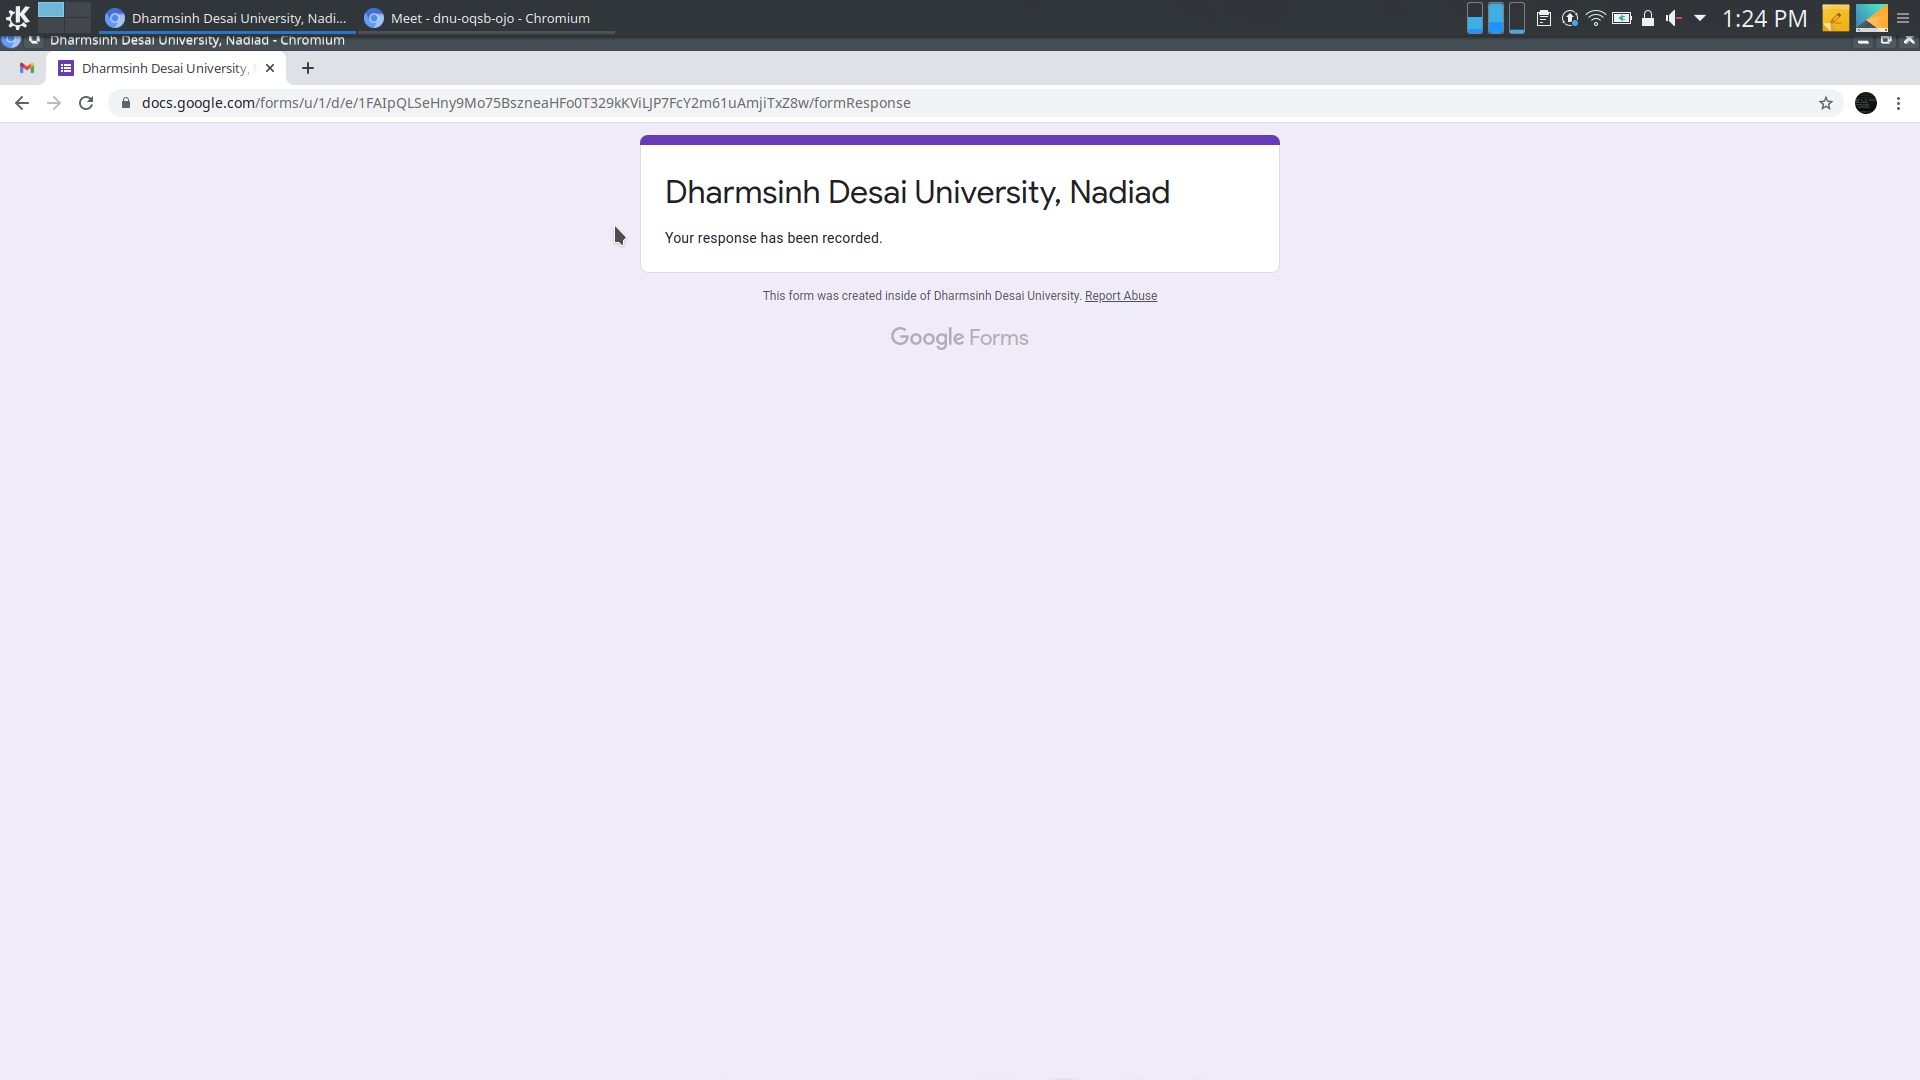 Dharmsinh Desai University, Nadi...
Meet - dnu-oqsb-ojo - Chromium
1:24 PM
Dharmsinh Desai University, Nadiad - Chromium
Dharmsinh Desai University,
docs.google.com/forms/u/1/d/e/1FAIpQLSeHny9Mo75BszneaHFo0T329kKViLJP7FcY2m61uAmjiTxZ8w/formResponse
Dharmsinh Desai University, Nadiad
Your response has been recorded.
This form was created inside of Dharmsinh Desai University. Report Abuse
Google Forms